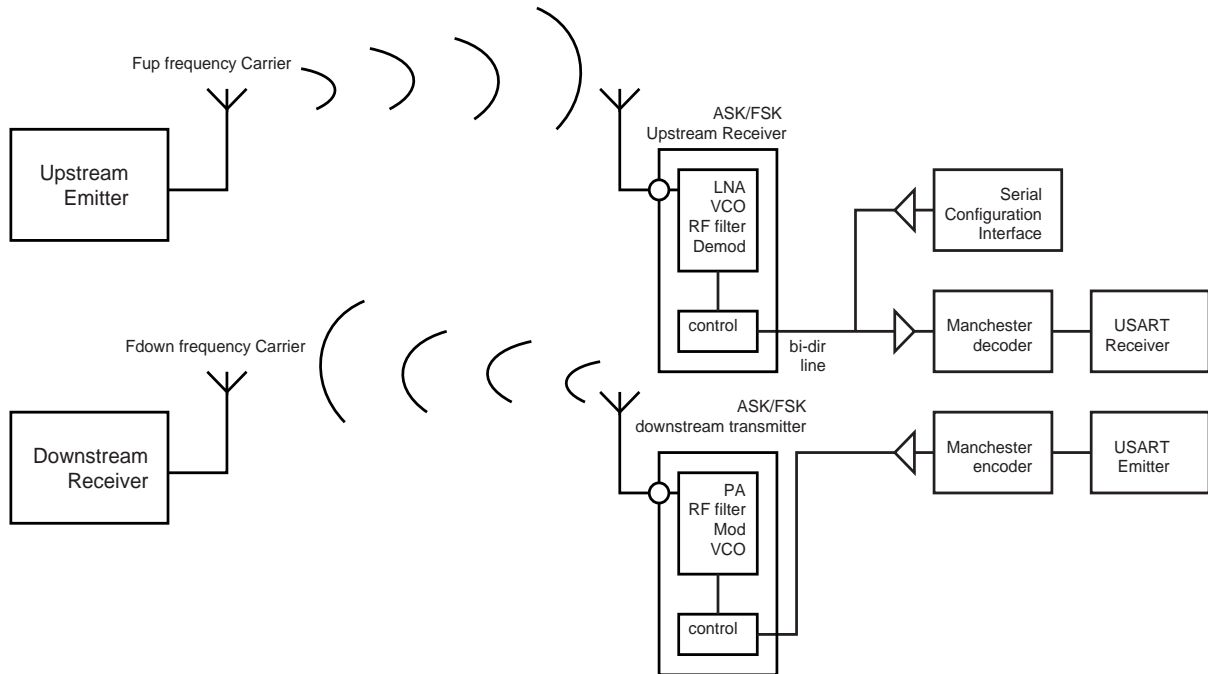 Fup frequency Carrier
Upstream
Emitter
ASK/FSK
Upstream Receiver
LNA
VCO
RF filter
Demod
control
bi-dir
line
Serial
Configuration
Interface
Manchester
decoder
USART
Receiver
Fdown frequency Carrier
Downstream
Receiver
ASK/FSK
downstream transmitter
PA
RF filter
Mod
VCO
control
Manchester
encoder
USART
Emitter